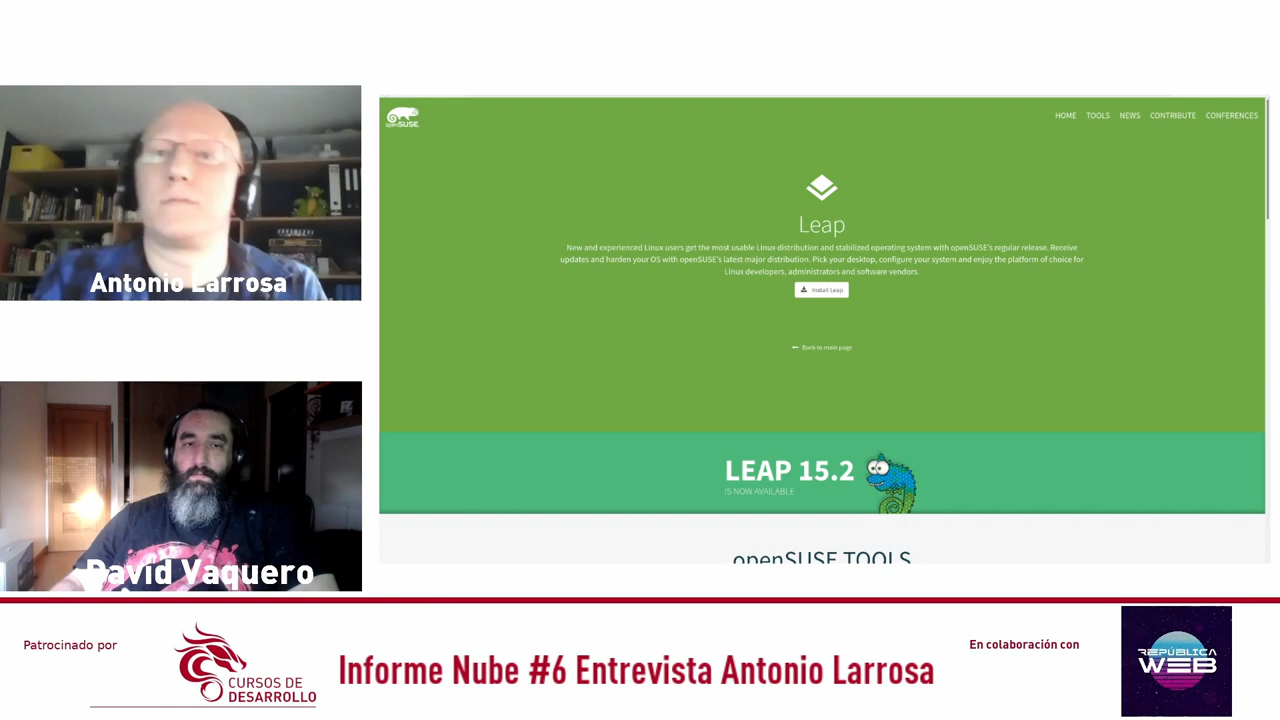 Antonio Larrosa
David Vaquero
openSUSE
HOME TOOLS NEWS CONTRIBUTE CONFERENCES
Leap
New and experienced Linux users get the most usable Linux distribution and stabilized operating system with openSUSE's regular release. Receive
updates and harden your OS with openSUSE's latest major distribution. Pick your desktop, configure your system and enjoy the platform of choice for
Linux developers, administrators and software vendors.
Install Leap
Back to main page
LEAP 15.2
IS NOW AVAILABLE
openSUSE TOOLS
Patrocinado por
CURSOS DE
DESARROLLO
Informe Nube #6 Entrevista Antonio Larrosa
En colaboración con
REPÚBLICA
WEB